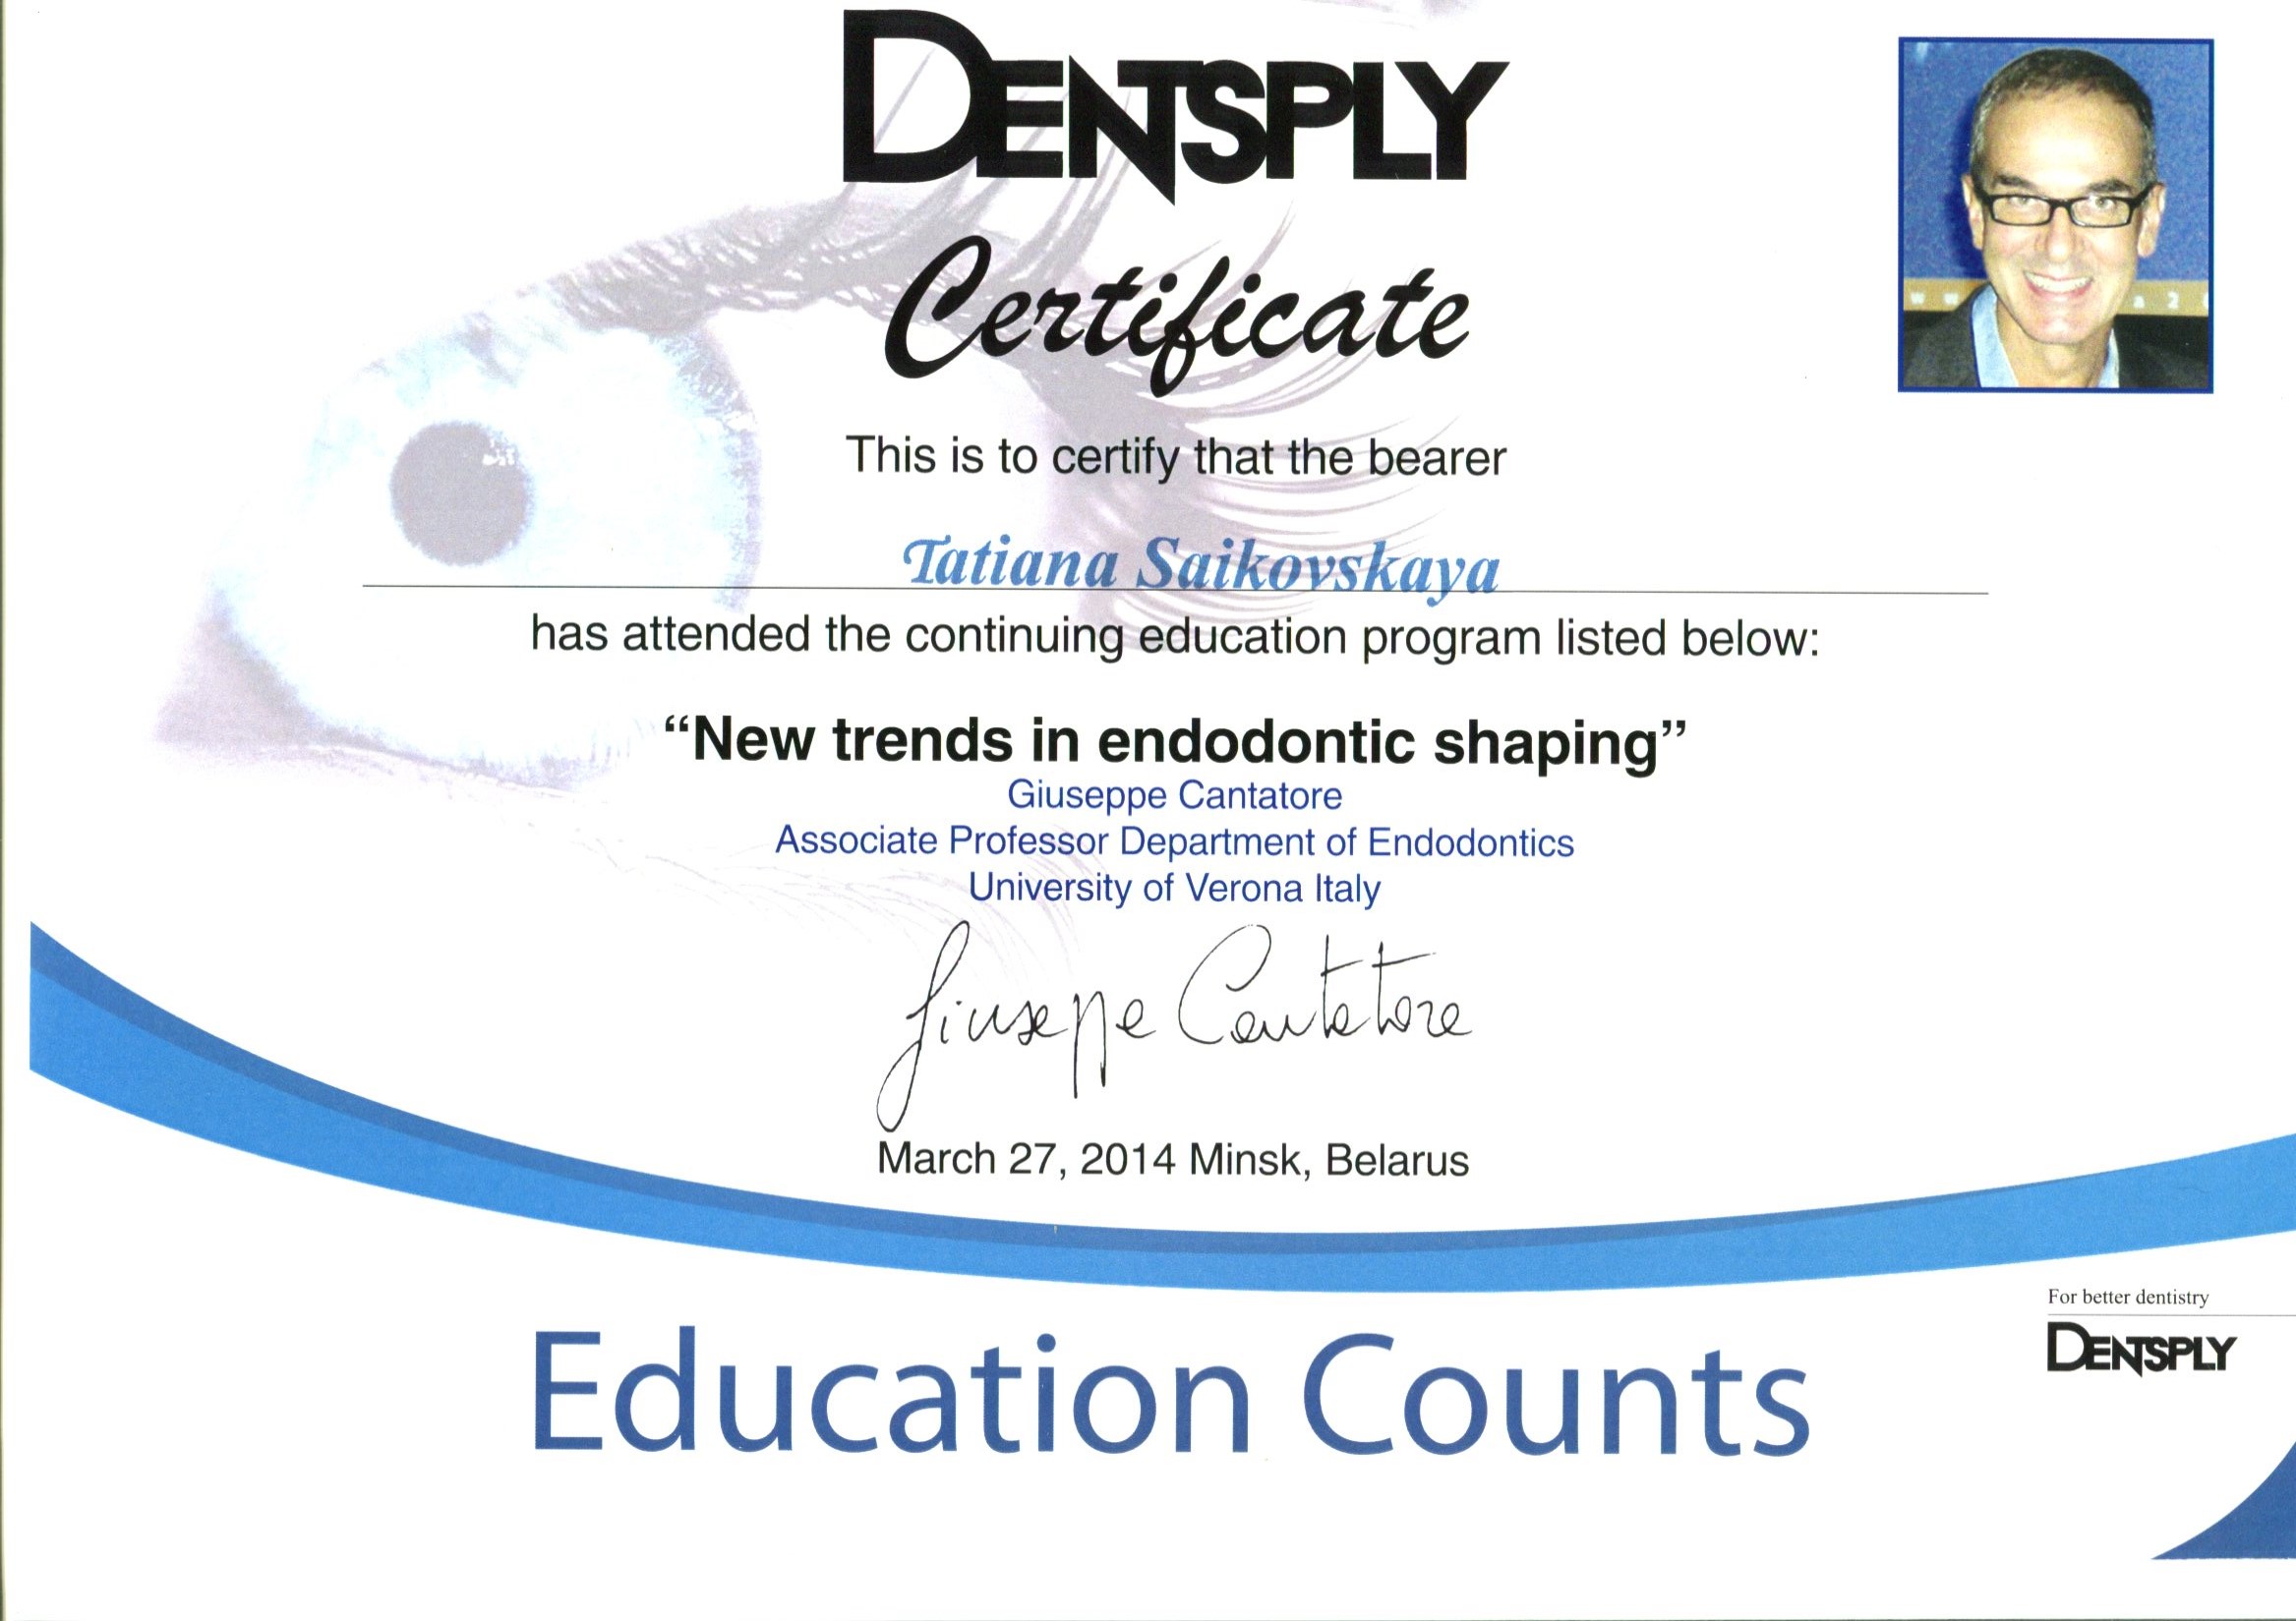 DENTSPLY
Certificate
This is to certify that the bearer
Tatiana Saikovskaya
has attended the continuing education program listed below:
“New trends in endodontic shaping”
Giuseppe Cantatore
Associate Professor Department of Endodontics
University of Verona Italy
Giuseppe Cantatore
March 27, 2014 Minsk, Belarus
For better dentistry
DENTSPLY
Education Counts